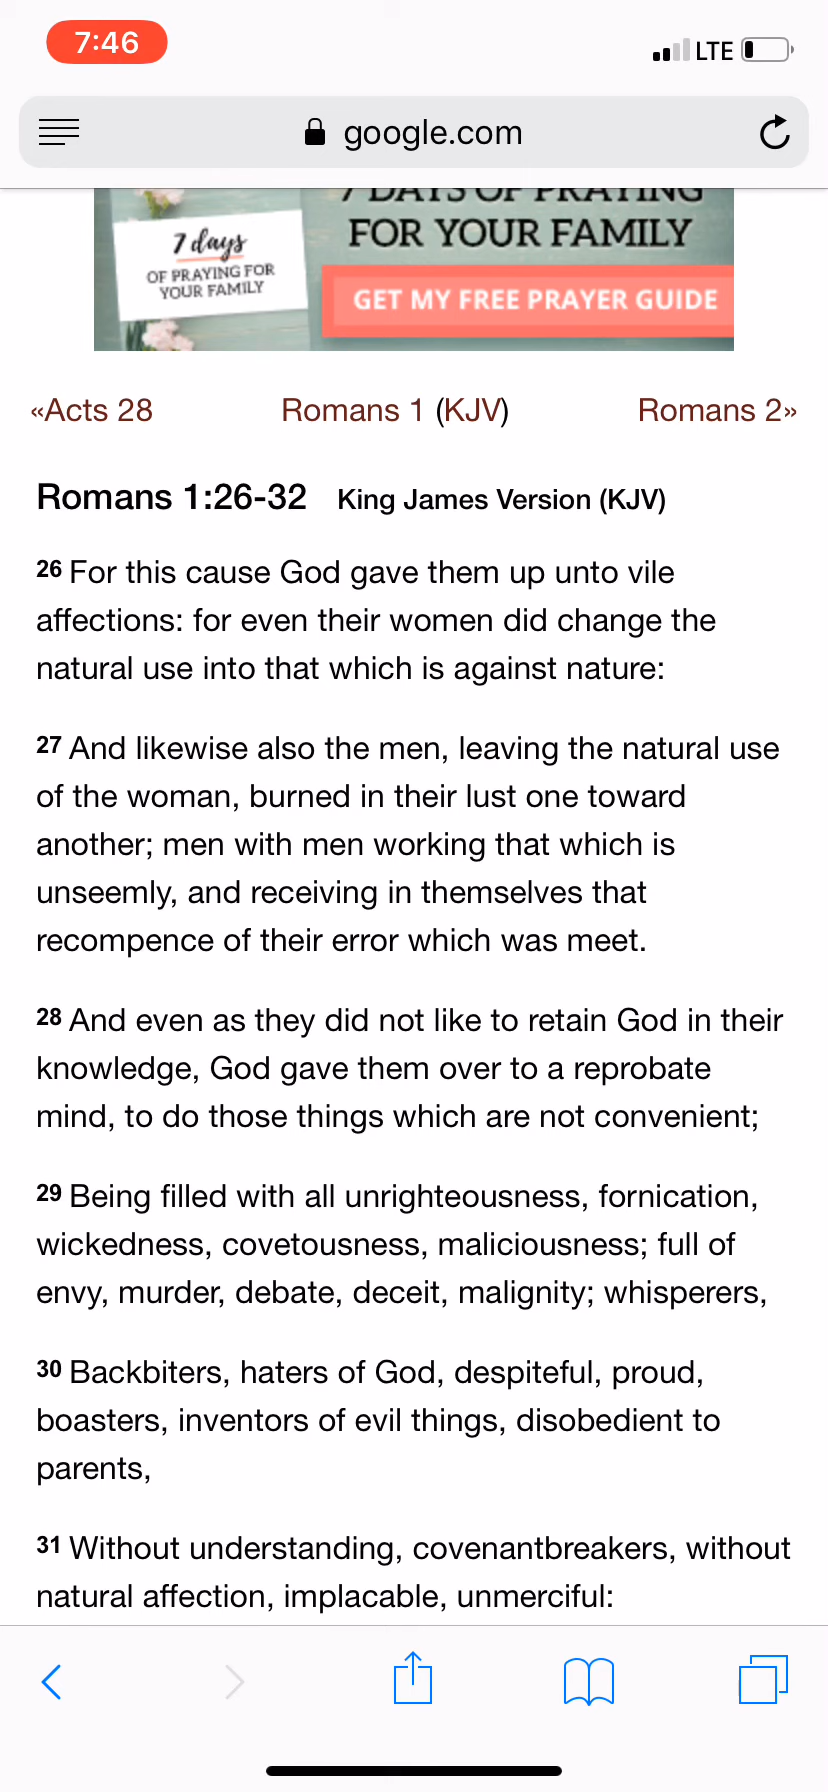 7:46
LTE
google.com
7 DAYS OF PRAYING
FOR YOUR FAMILY
7 days
OF PRAYING FOR
YOUR FAMILY
GET MY FREE PRAYER GUIDE
«Acts 28 Romans 1 (KJV) Romans 2»
Romans 1:26-32 King James Version (KJV)
26 For this cause God gave them up unto vile
affections: for even their women did change the
natural use into that which is against nature:
27 And likewise also the men, leaving the natural use
of the woman, burned in their lust one toward
another; men with men working that which is
unseemly, and receiving in themselves that
recompence of their error which was meet.
28 And even as they did not like to retain God in their
knowledge, God gave them over to a reprobate
mind, to do those things which are not convenient;
29 Being filled with all unrighteousness, fornication,
wickedness, covetousness, maliciousness; full of
envy, murder, debate, deceit, malignity; whisperers,
30 Backbiters, haters of God, despiteful, proud,
boasters, inventors of evil things, disobedient to
parents,
31 Without understanding, covenantbreakers, without
natural affection, implacable, unmerciful: